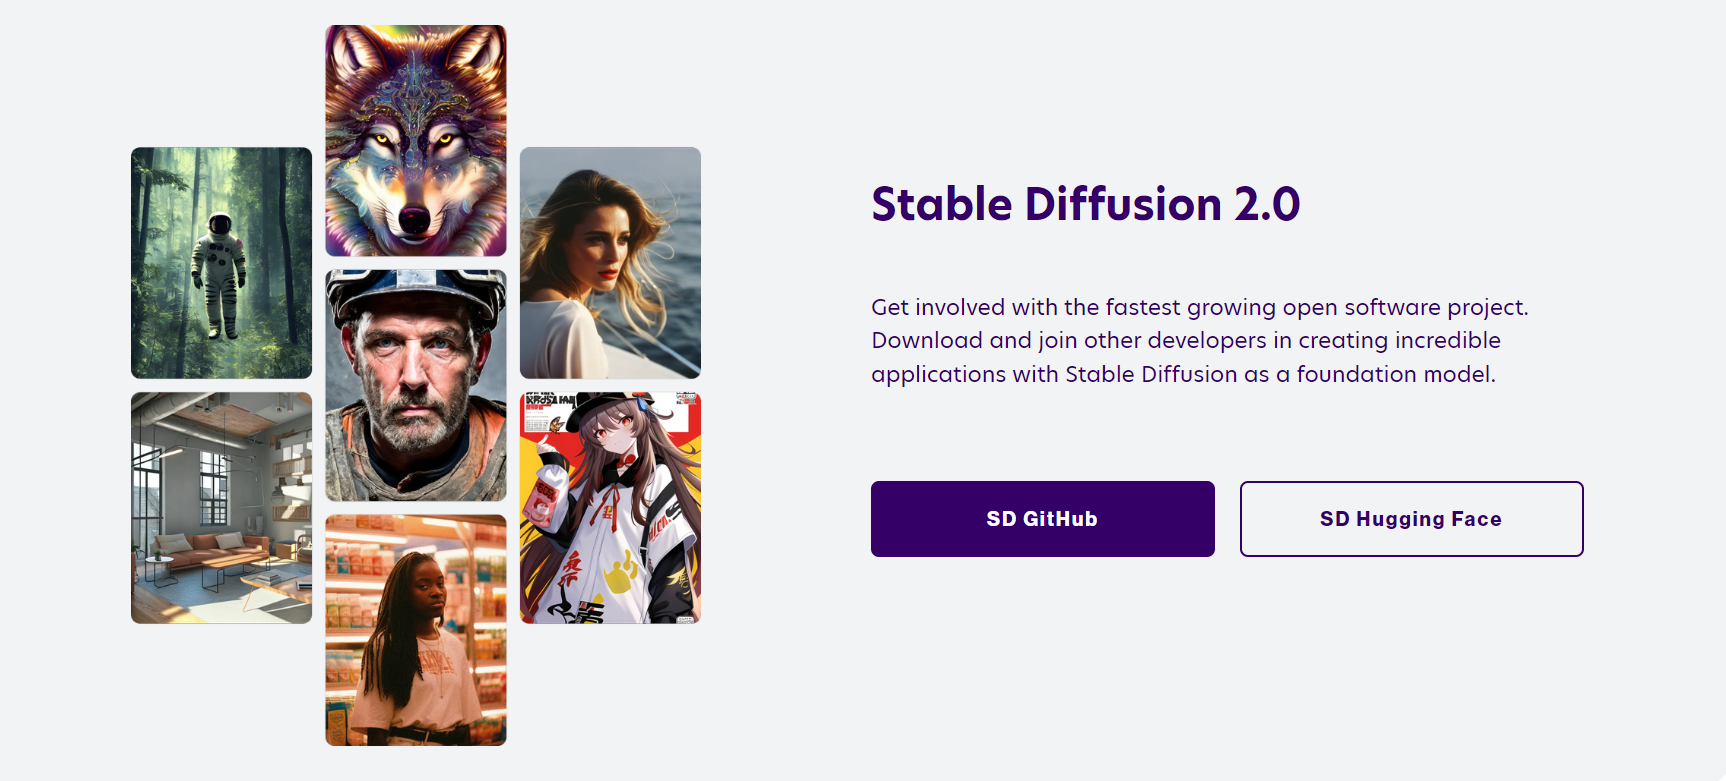 Stable Diffusion 2.0
Get involved with the fastest growing open software project.
Download and join other developers in creating incredible
applications with Stable Diffusion as a foundation model.
SD GitHub
SD Hugging Face